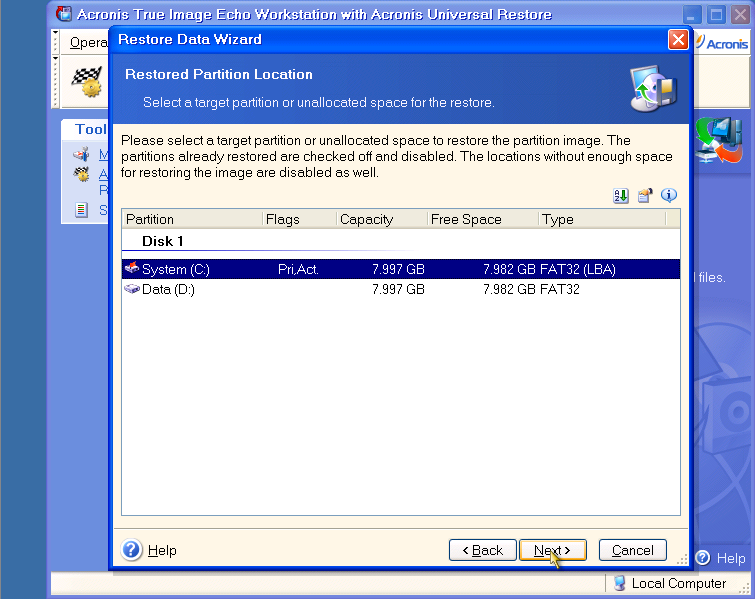 Acronis True Image Echo Workstation with Acronis Universal Restore
Opera
Acronis
Restore Data Wizard
Restored Partition Location
Select a target partition or unallocated space for the restore.
Tool
M
A
R
S
Please select a target partition or unallocated space to restore the partition image. The
partitions already restored are checked off and disabled. The locations without enough space
for restoring the image are disabled as well.
Partition Flags Capacity Free Space Type
Disk 1
System (C:) Pri,Act. 7.997 GB 7.982 GB FAT32 (LBA)
Data (D:) 7.997 GB 7.982 GB FAT32
files.
Help
< Back Next > Cancel
Help
Local Computer